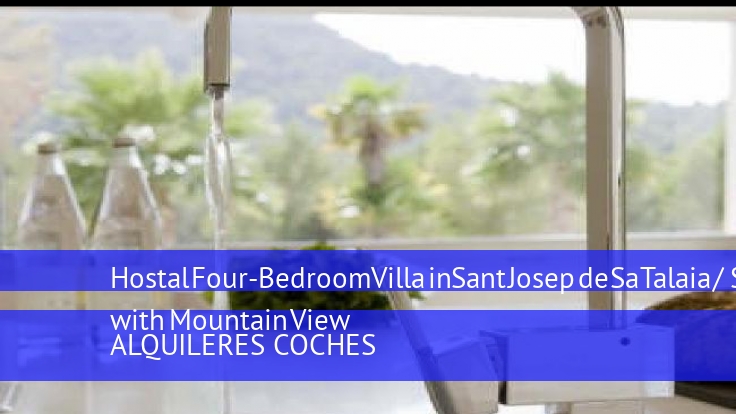 Hostal Four-Bedroom Villa in Sant Josep de Sa Talaia / S
with Mountain View
ALQUILERES COCHES